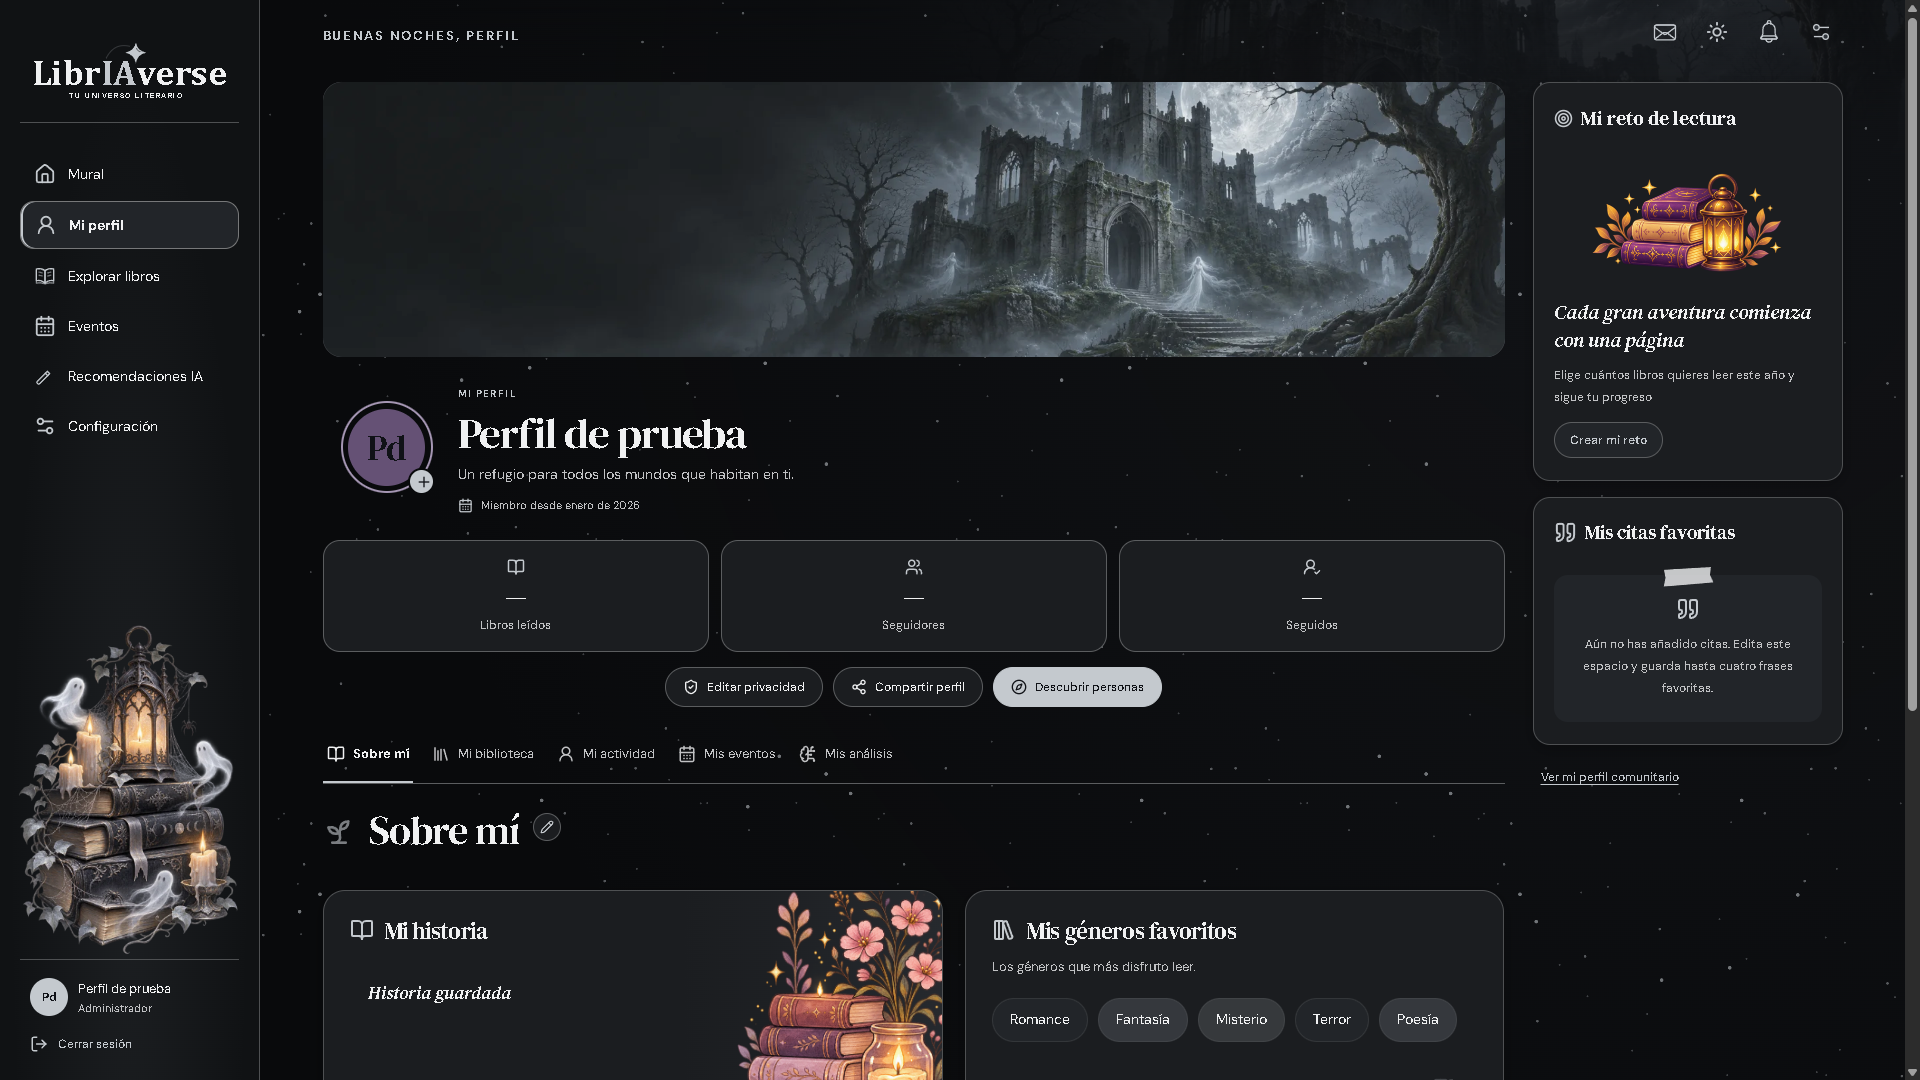 LibrIAverse
TU UNIVERSO LITERARIO
Mural
Mi perfil
Explorar libros
Eventos
Recomendaciones IA
Configuración
Pd
Perfil de prueba
Administrador
Cerrar sesión
BUENAS NOCHES, PERFIL
Pd
MI PERFIL
Perfil de prueba
Un refugio para todos los mundos que habitan en ti.
Miembro desde enero de 2026
—
Libros leídos
—
Seguidores
—
Seguidos
Editar privacidad
Compartir perfil
Descubrir personas
Sobre mí
Mi biblioteca
Mi actividad
Mis eventos
Mis análisis
Sobre mí
Mi historia
Historia guardada
Mis géneros favoritos
Los géneros que más disfruto leer.
Romance
Fantasía
Misterio
Terror
Poesía
Mi reto de lectura
Cada gran aventura comienza
con una página
Elige cuántos libros quieres leer este año y
sigue tu progreso
Crear mi reto
Mis citas favoritas
Aún no has añadido citas. Edita este
espacio y guarda hasta cuatro frases
favoritas.
Ver mi perfil comunitario